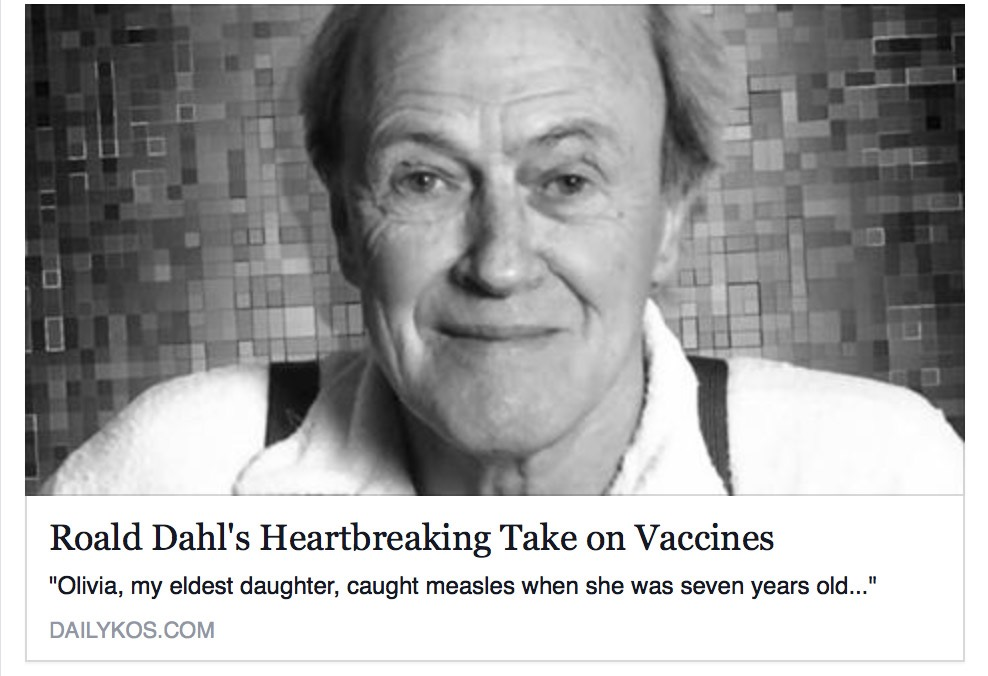 Roald Dahl's Heartbreaking Take on Vaccines
"Olivia, my eldest daughter, caught measles when she was seven years old..."
DAILYKOS.COM